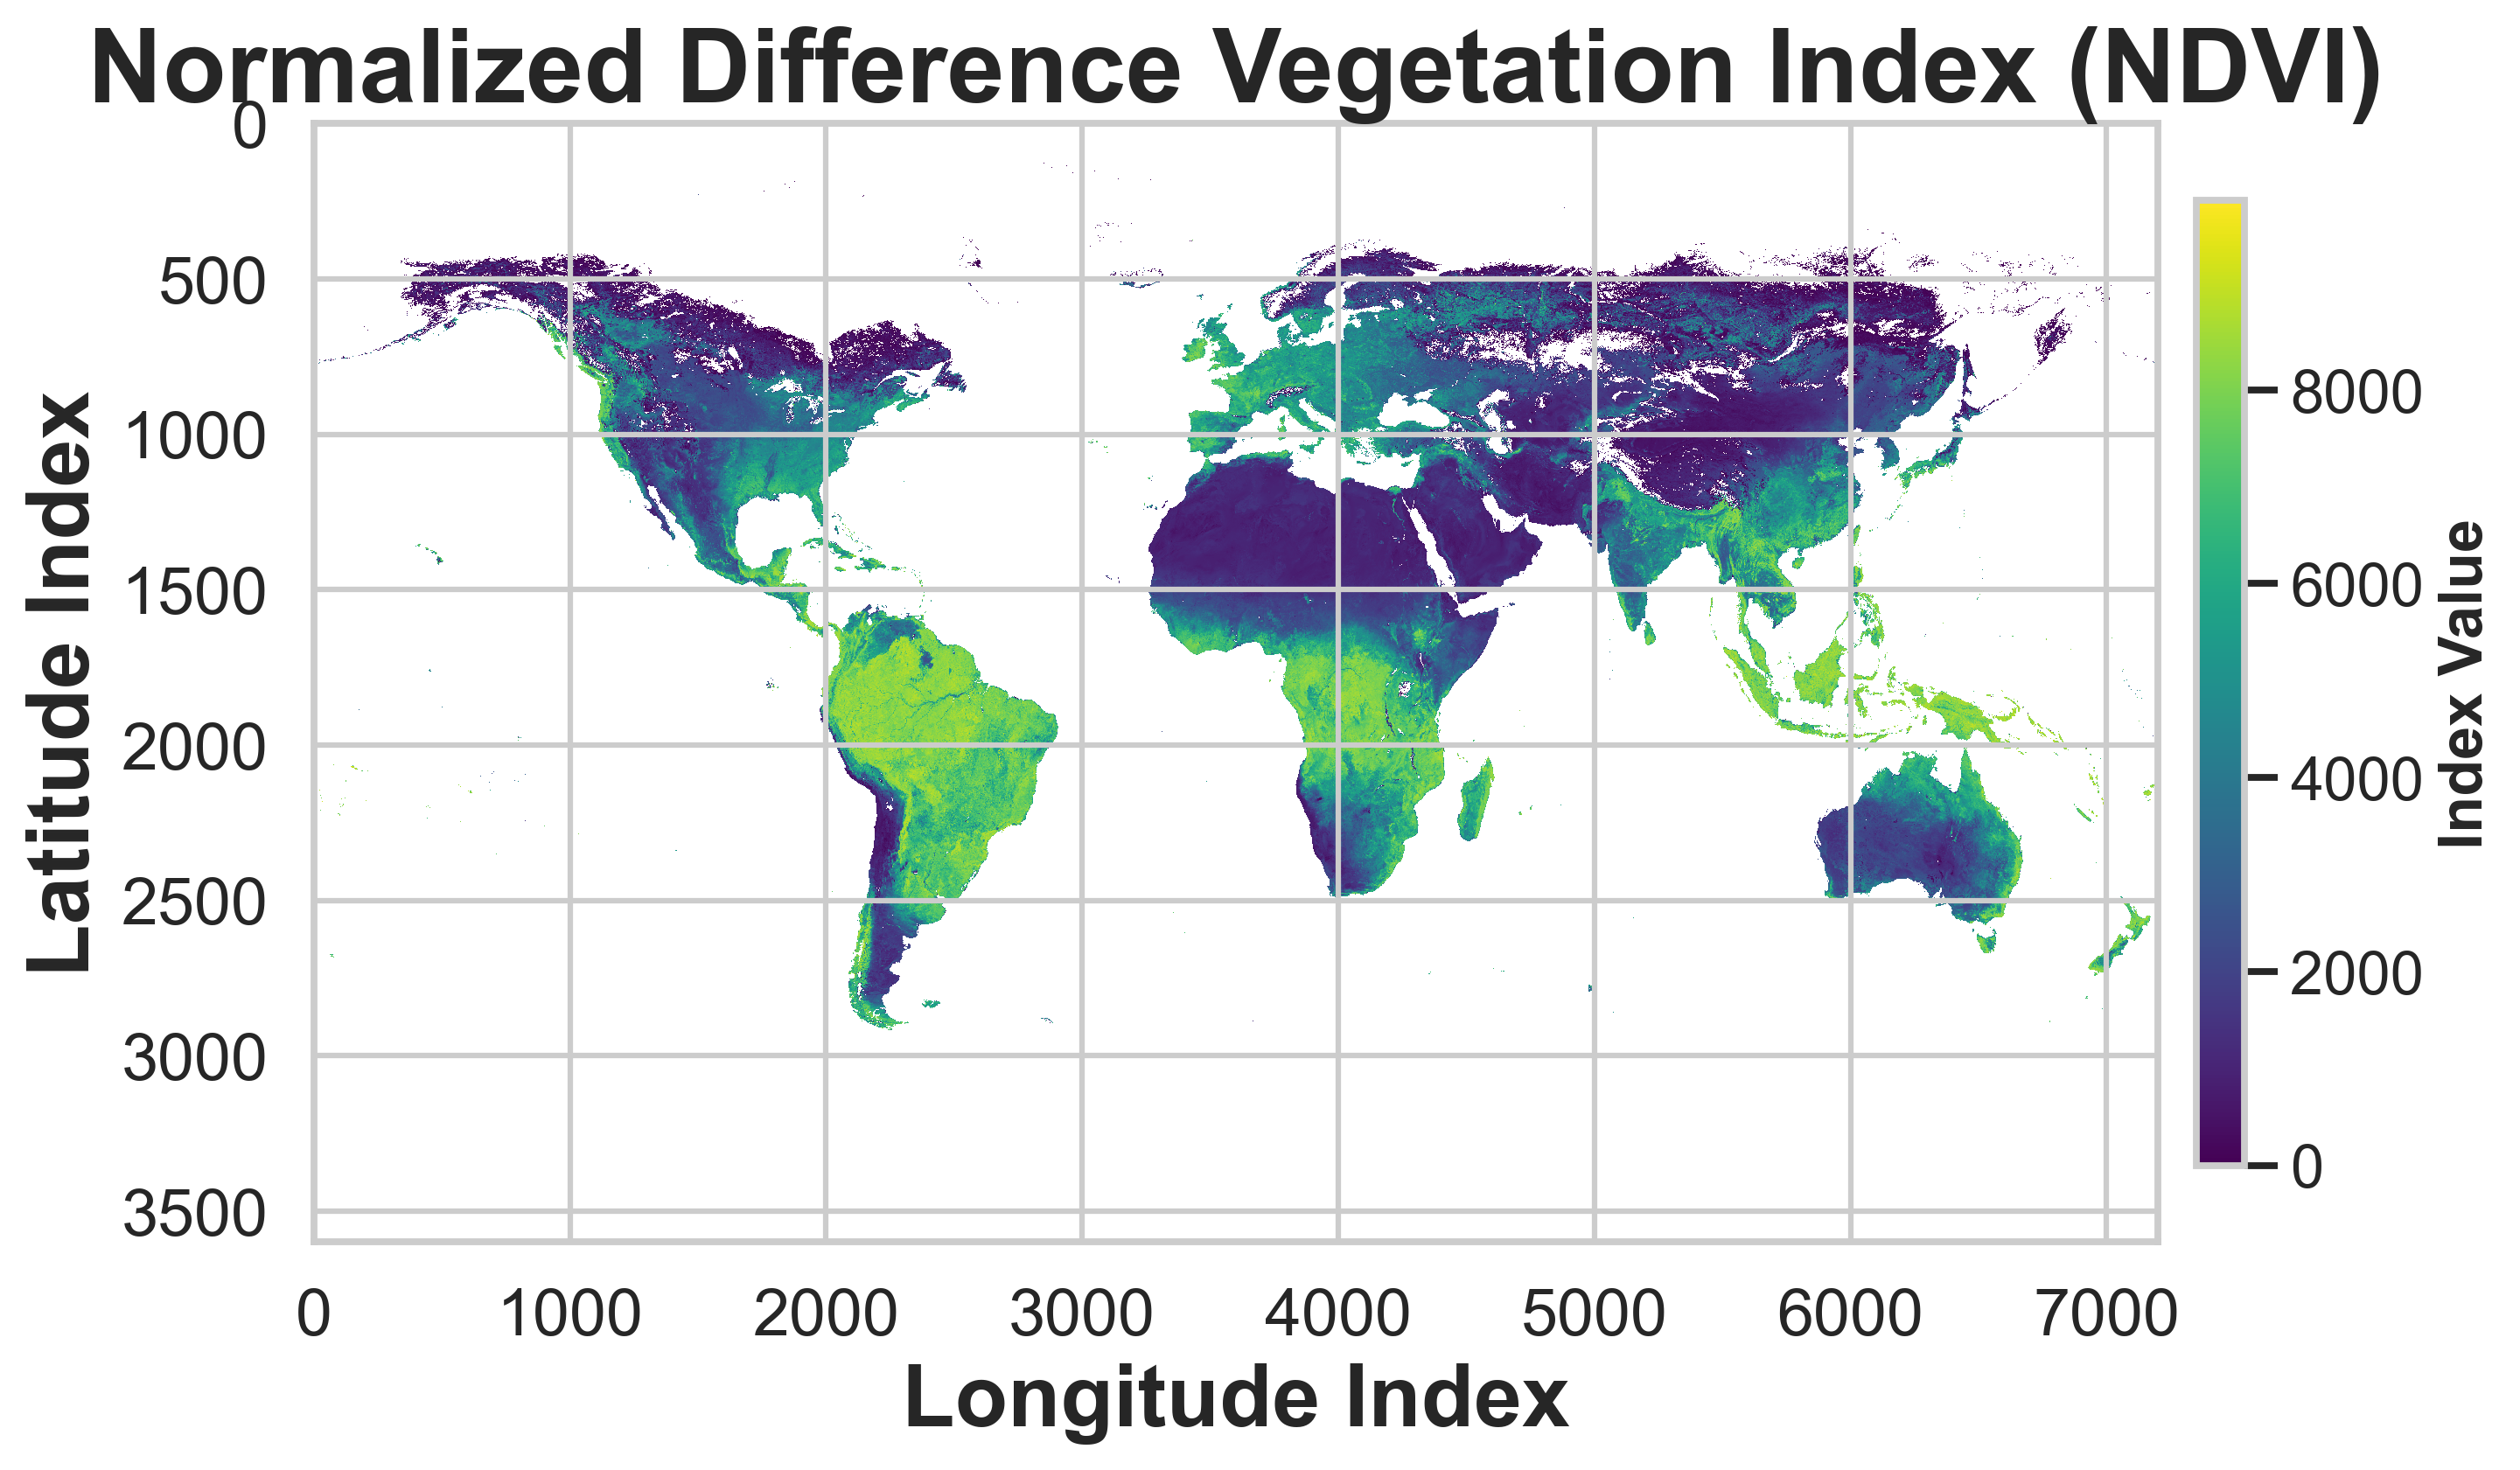 Normalized Difference Vegetation Index (NDVI)
0
500
1000
1500
2000
2500
3000
3500
Latitude Index
0 1000 2000 3000 4000 5000 6000 7000
Longitude Index
8000
6000
4000
2000
0
Index Value